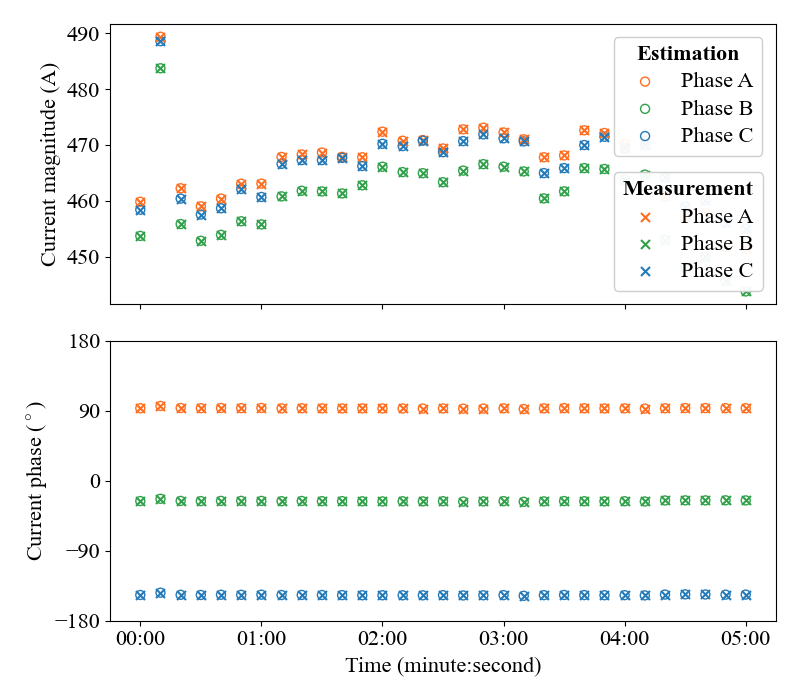 490
480
470
460
450
Current magnitude (A)
Estimation
Phase A
Phase B
Phase C
Measurement
Phase A
Phase B
Phase C
180
90
0
−90
−180
Current phase (°)
00:00 01:00 02:00 03:00 04:00 05:00
Time (minute:second)